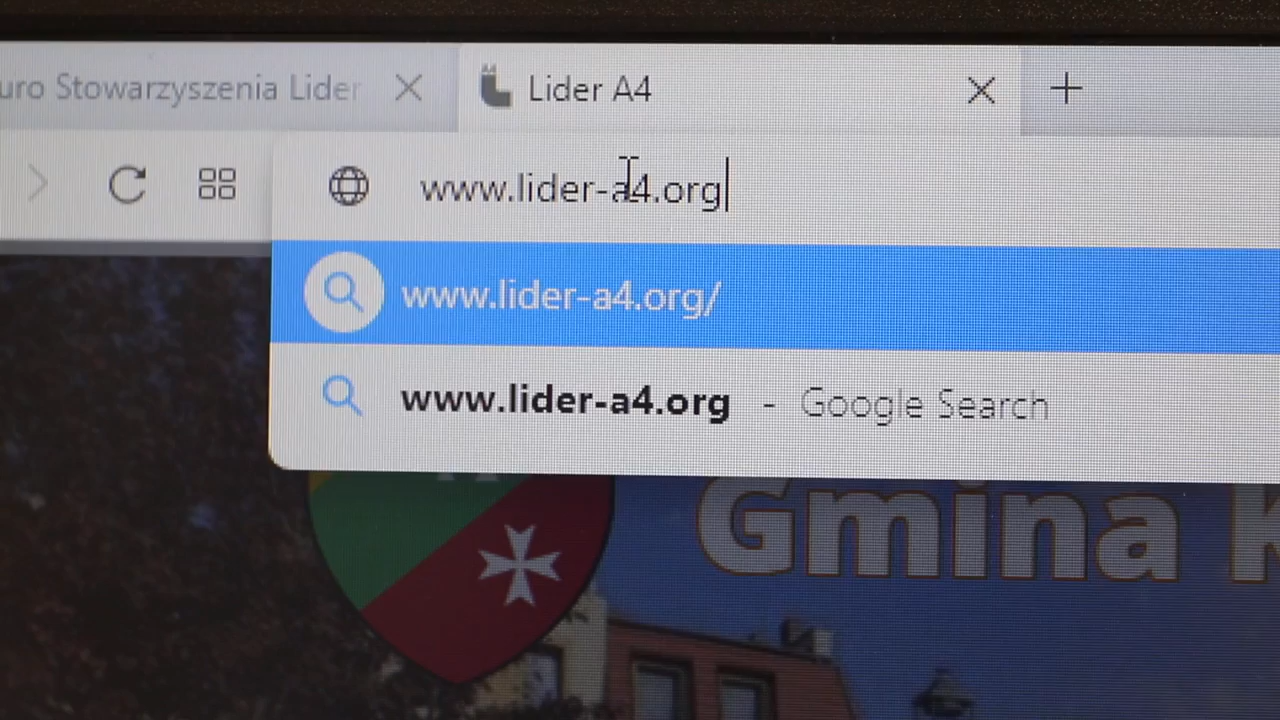 uro Stowarzyszenia Lider
Lider A4
www.lider-a4.org
www.lider-a4.org/
www.lider-a4.org - Google Search
Gmina K